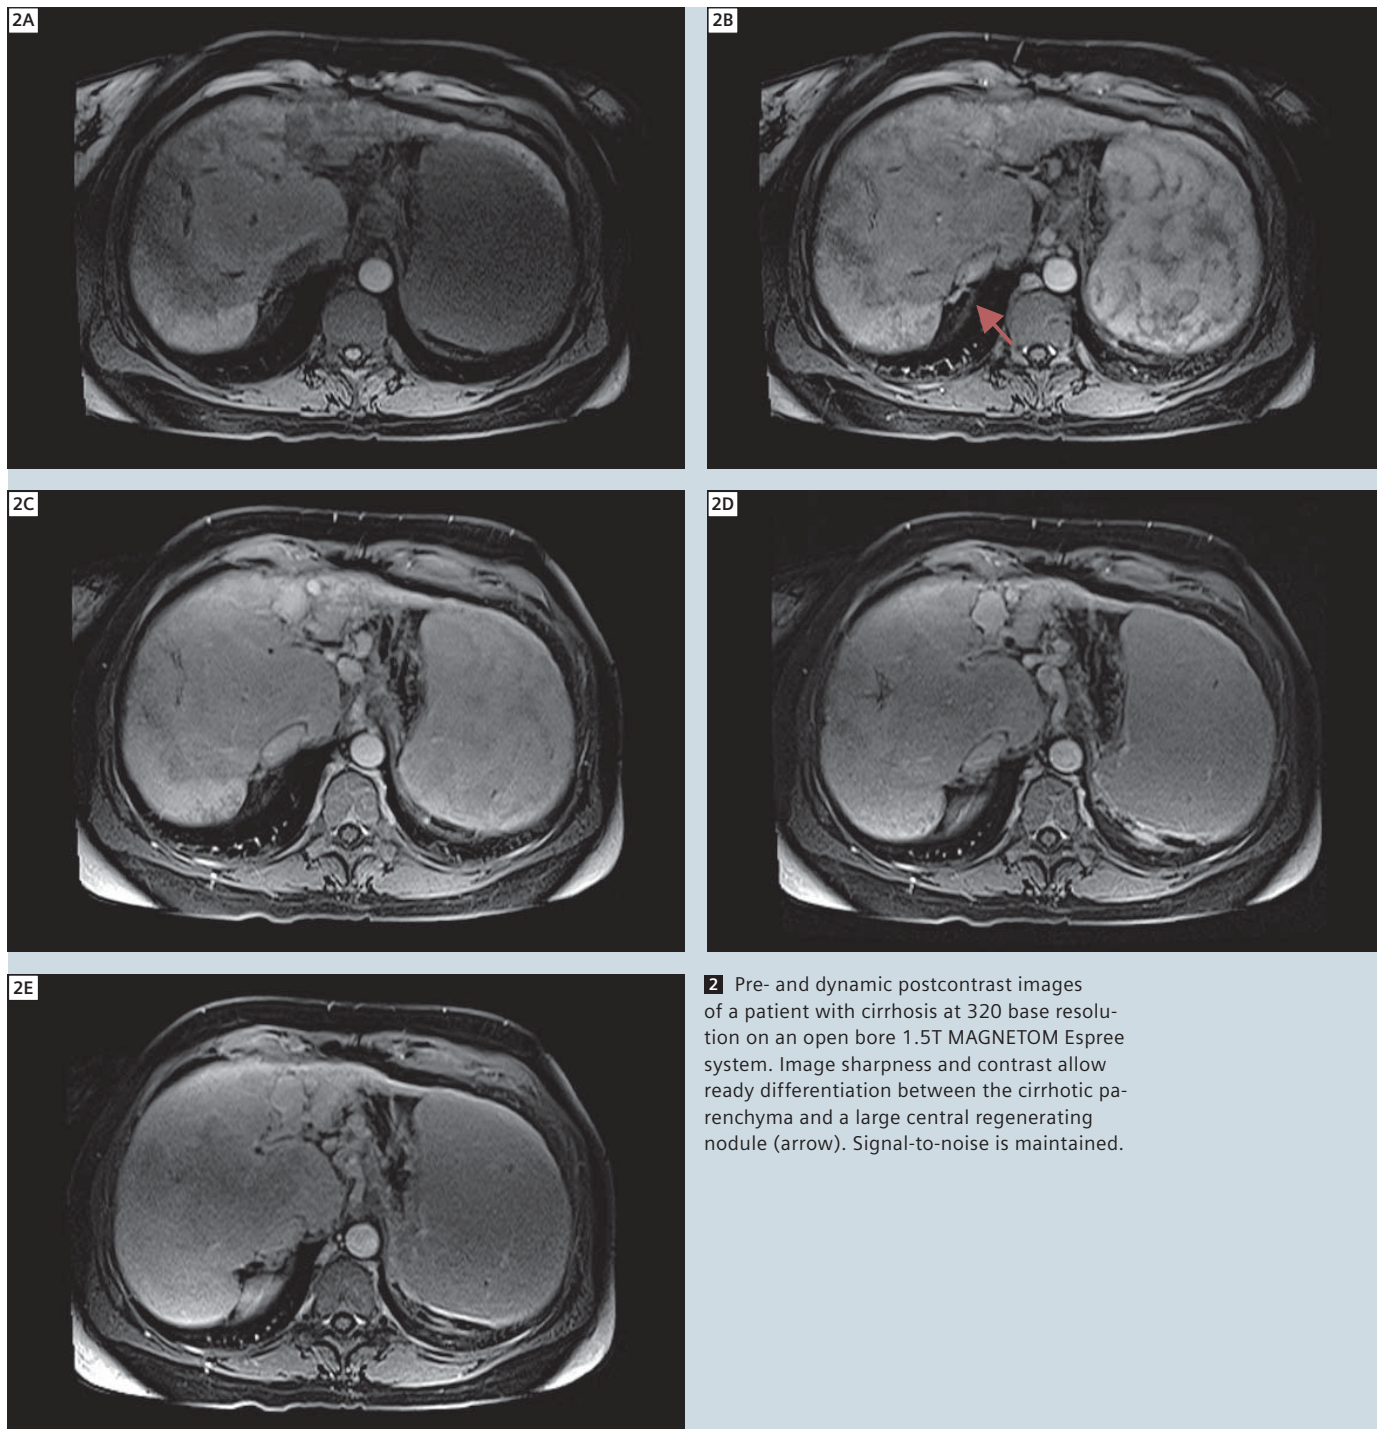 2A
2B
2C
2D
2E
2 Pre- and dynamic postcontrast images
of a patient with cirrhosis at 320 base resolu-
tion on an open bore 1.5T MAGNETOM Espree
system. Image sharpness and contrast allow
ready differentiation between the cirrhotic pa-
renchyma and a large central regenerating
nodule (arrow). Signal-to-noise is maintained.